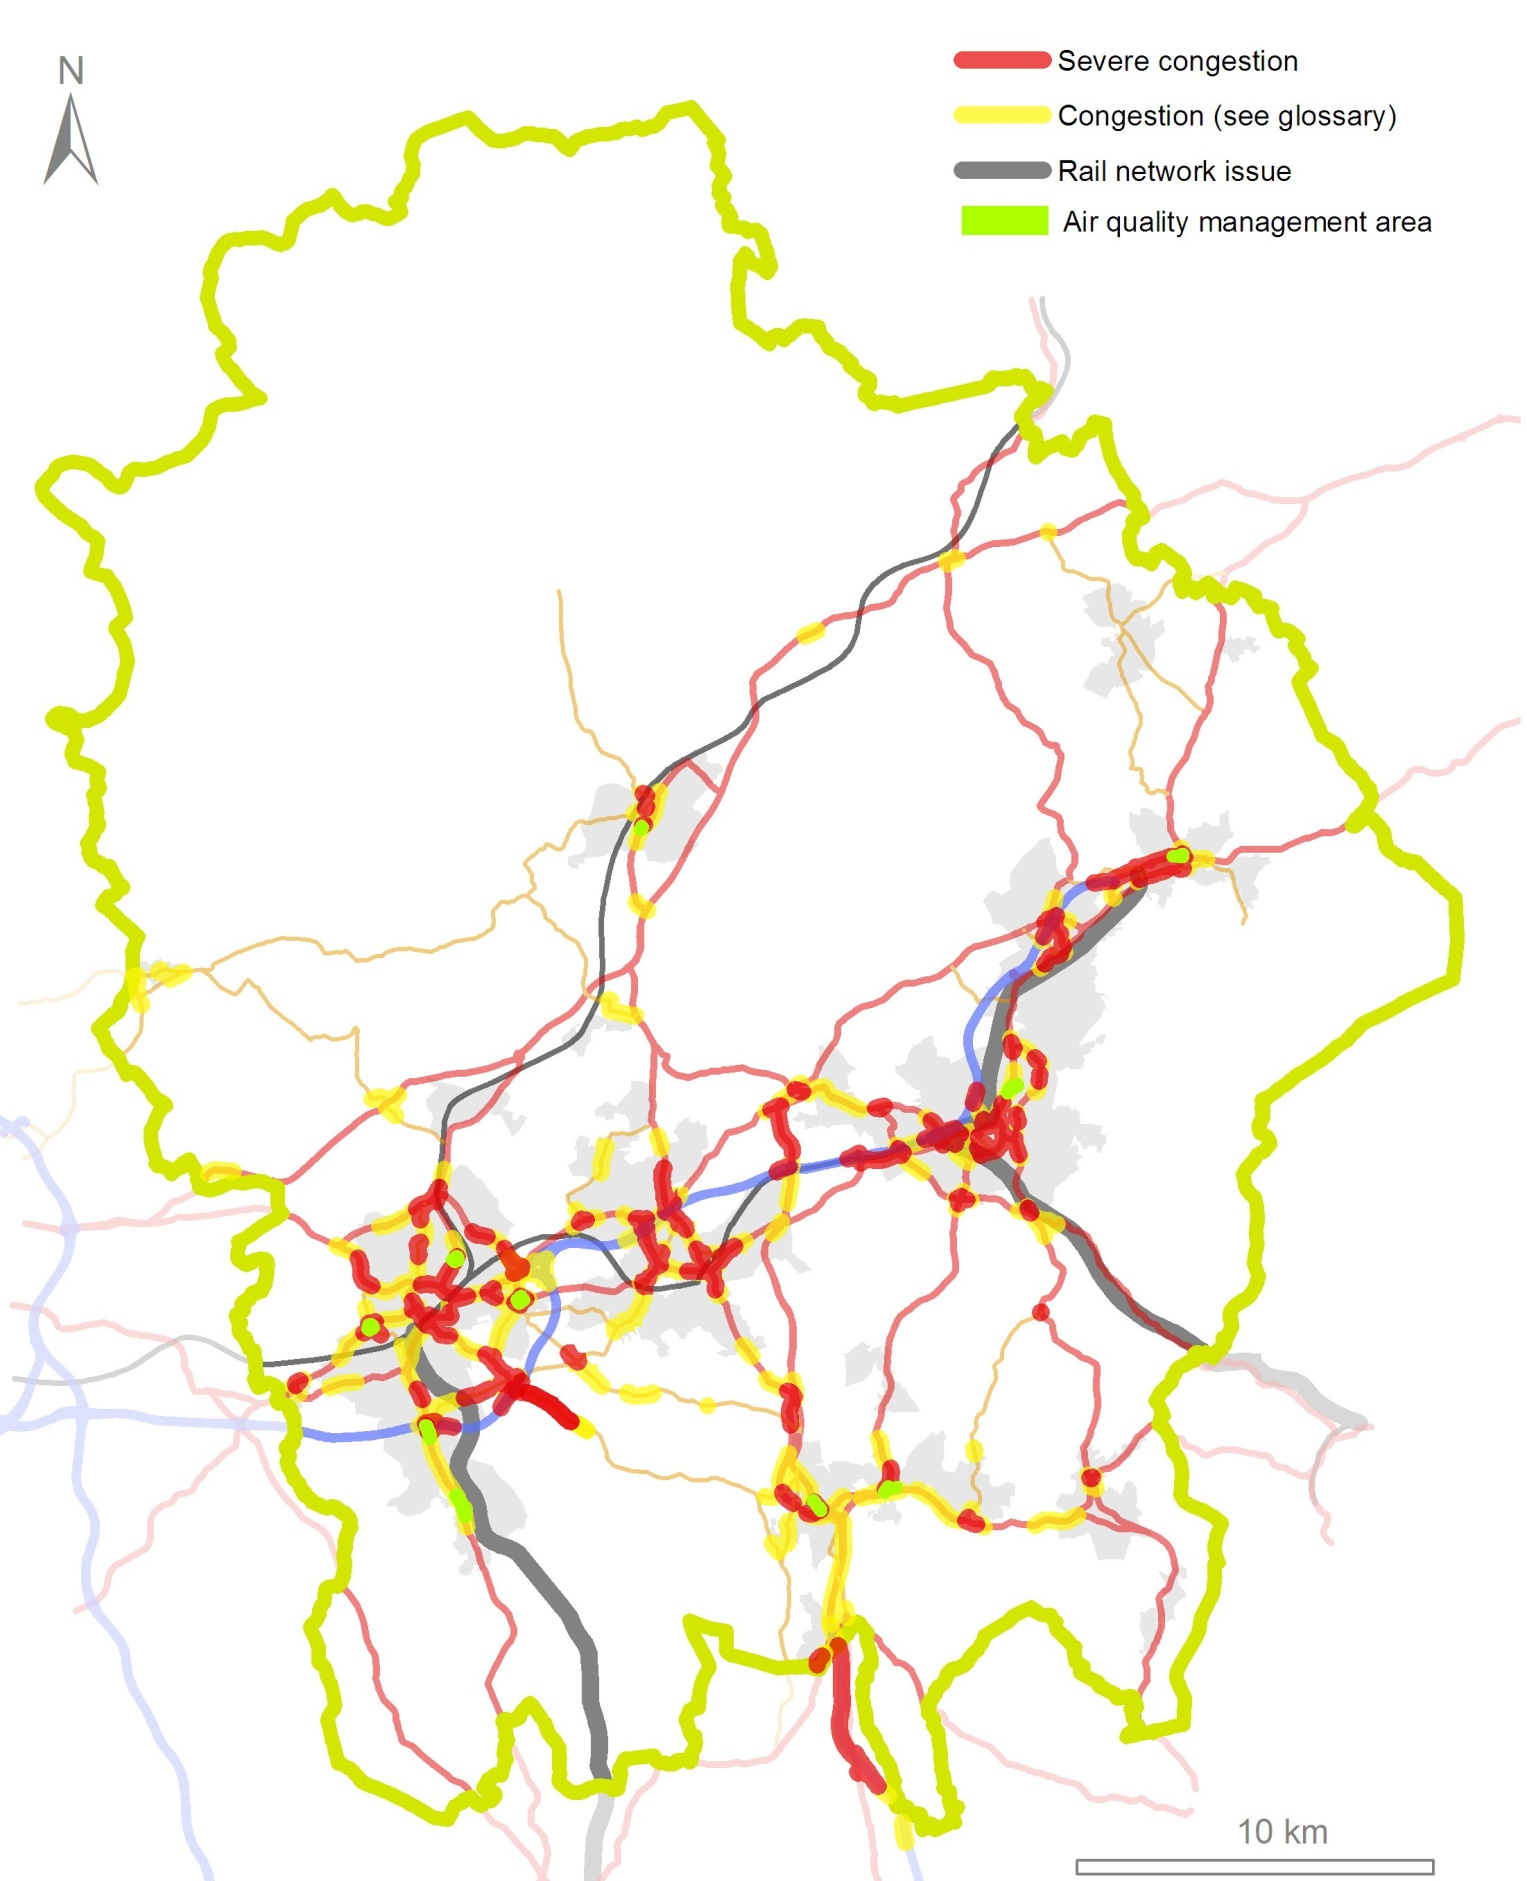 N
Severe congestion
Congestion (see glossary)
Rail network issue
Air quality management area
10 km